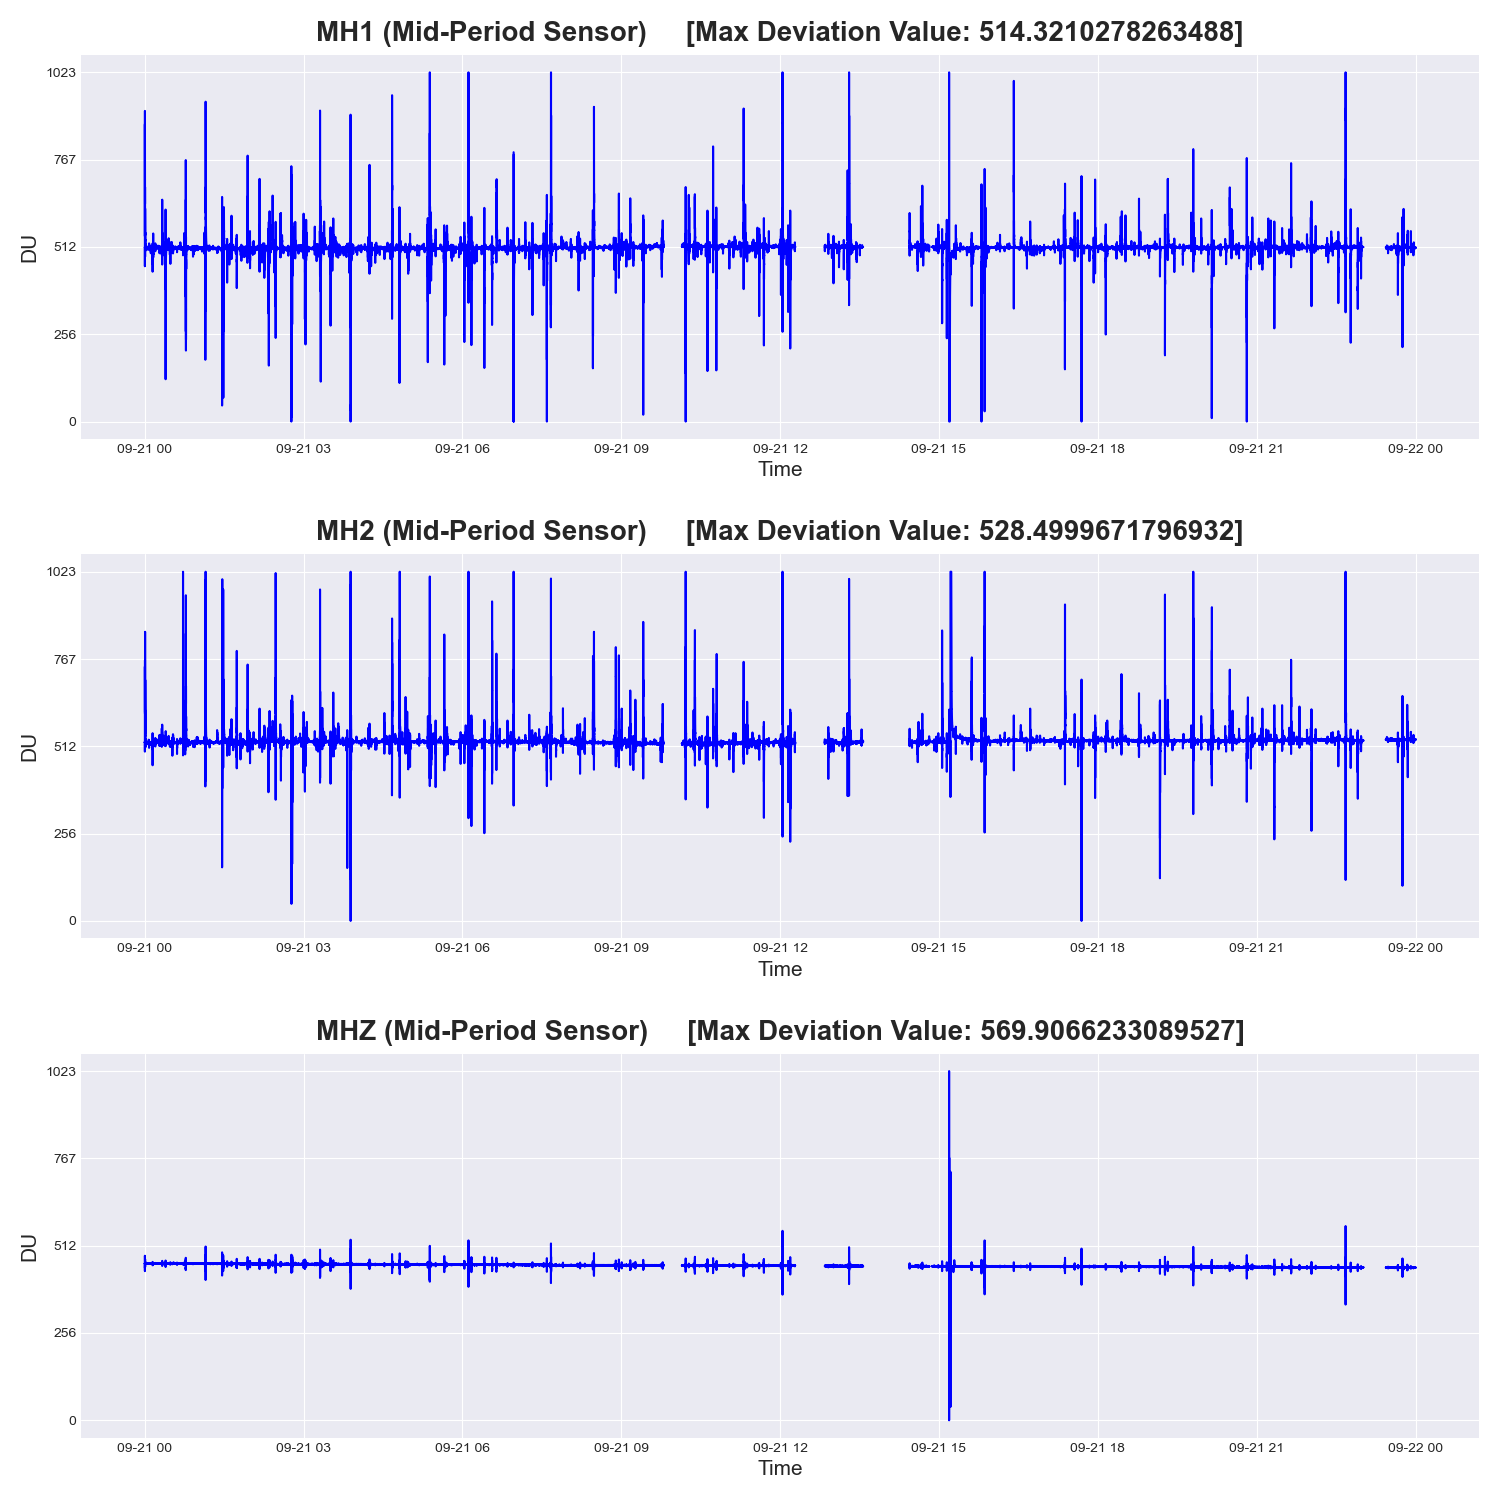 MH1 (Mid-Period Sensor) [Max Deviation Value: 514.3210278263488]
1023
767
512
256
0
DU
09-21 00 09-21 03 09-21 06 09-21 09 09-21 12 09-21 15 09-21 18 09-21 21 09-22 00
Time
MH2 (Mid-Period Sensor) [Max Deviation Value: 528.4999671796932]
1023
767
512
256
0
DU
09-21 00 09-21 03 09-21 06 09-21 09 09-21 12 09-21 15 09-21 18 09-21 21 09-22 00
Time
MHZ (Mid-Period Sensor) [Max Deviation Value: 569.9066233089527]
1023
767
512
256
0
DU
09-21 00 09-21 03 09-21 06 09-21 09 09-21 12 09-21 15 09-21 18 09-21 21 09-22 00
Time